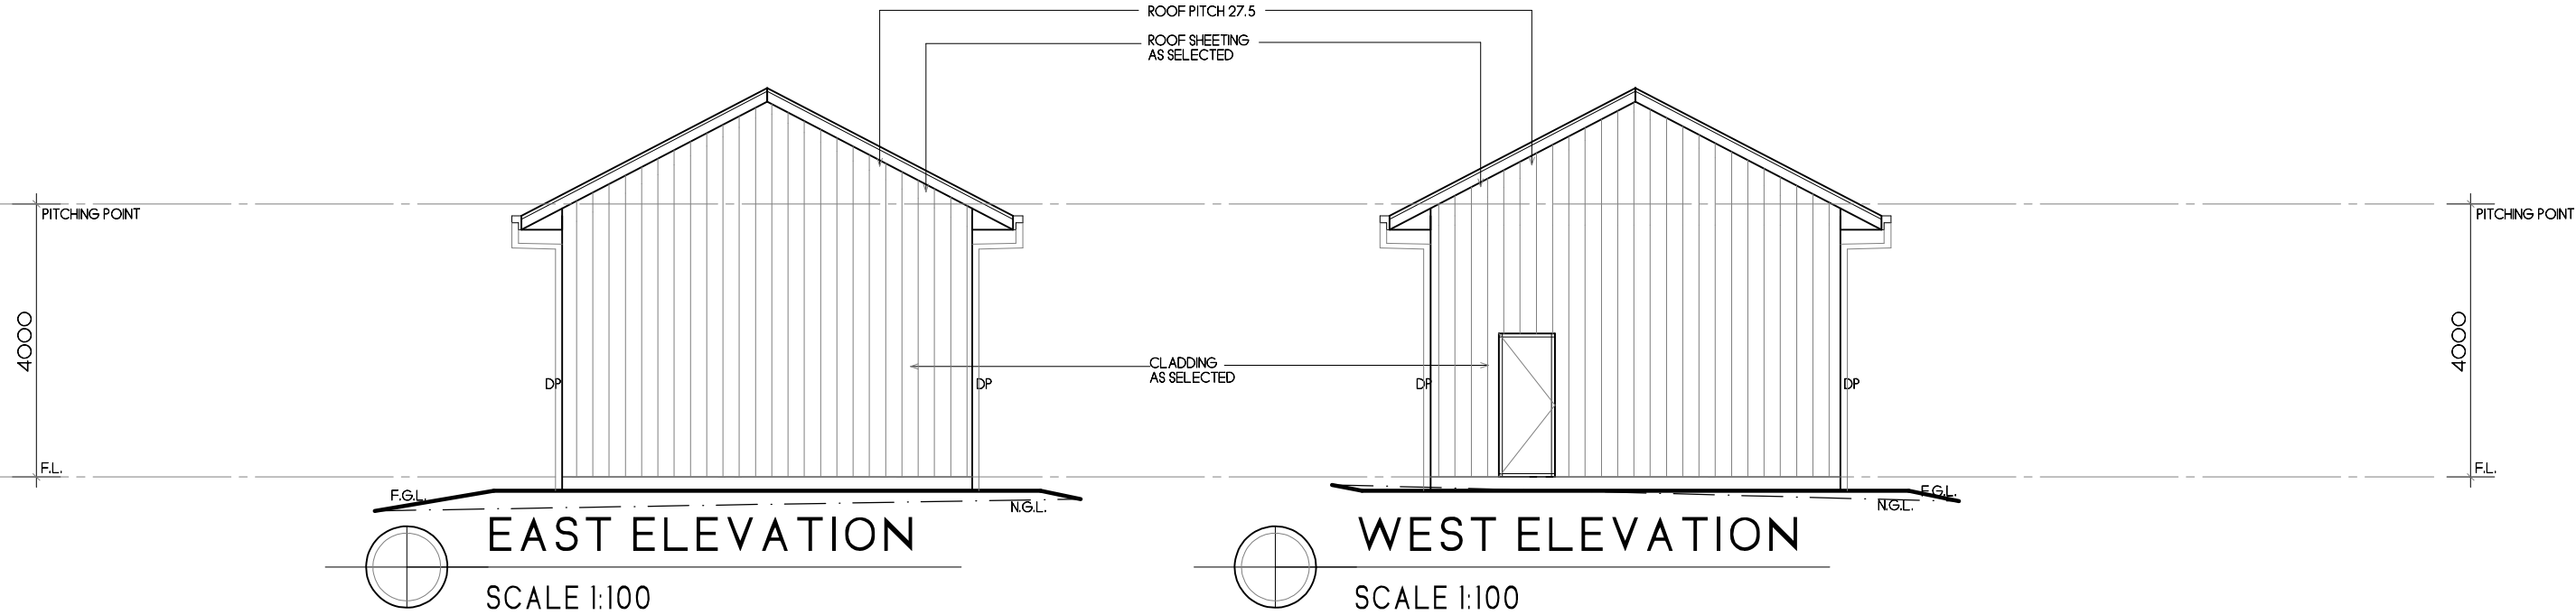 ROOF PITCH 27.5
ROOF SHEETING
AS SELECTED
PITCHING POINT
PITCHING POINT
4000
4000
CLADDING
AS SELECTED
DP
DP
DP
DP
F.L.
F.L.
F.G.L.
N.G.L.
F.G.L.
N.G.L.
EAST ELEVATION
SCALE 1:100
WEST ELEVATION
SCALE 1:100